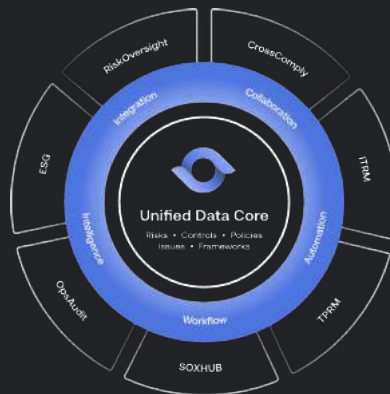 RiskOversight
CrossComply
ITRM
TPRM
SOXHUB
OpsAudit
ESG
Integration
Collaboration
Automation
Workflow
Intelligence
Unified Data Core
Risks • Controls • Policies
Issues • Frameworks